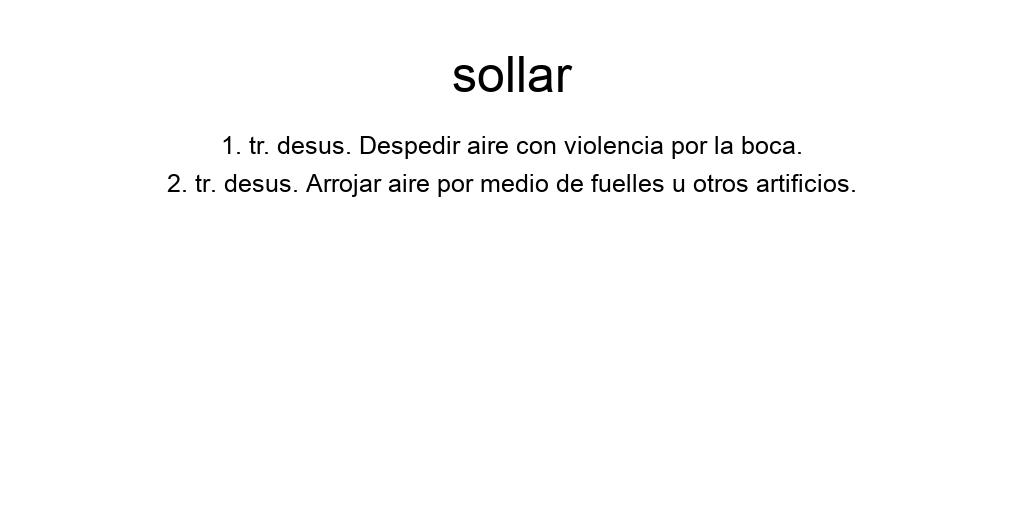 sollar
1. tr. desus. Despedir aire con violencia por la boca.
2. tr. desus. Arrojar aire por medio de fuelles u otros artificios.